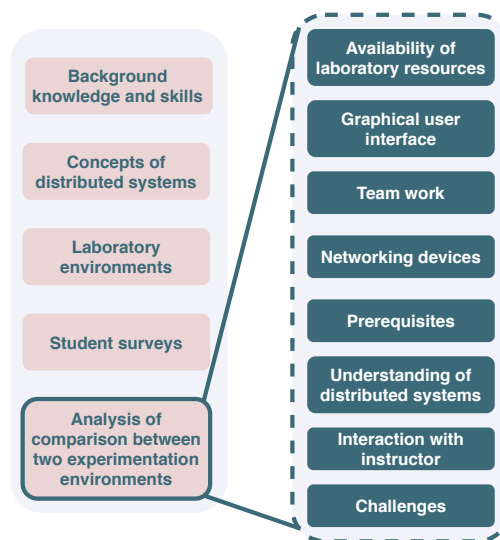 Background
knowledge and skills
Concepts of
distributed systems
Laboratory
environments
Student surveys
Analysis of
comparison between
two experimentation
environments
Availability of
laboratory resources
Graphical user
interface
Team work
Networking devices
Prerequisites
Understanding of
distributed systems
Interaction with
instructor
Challenges